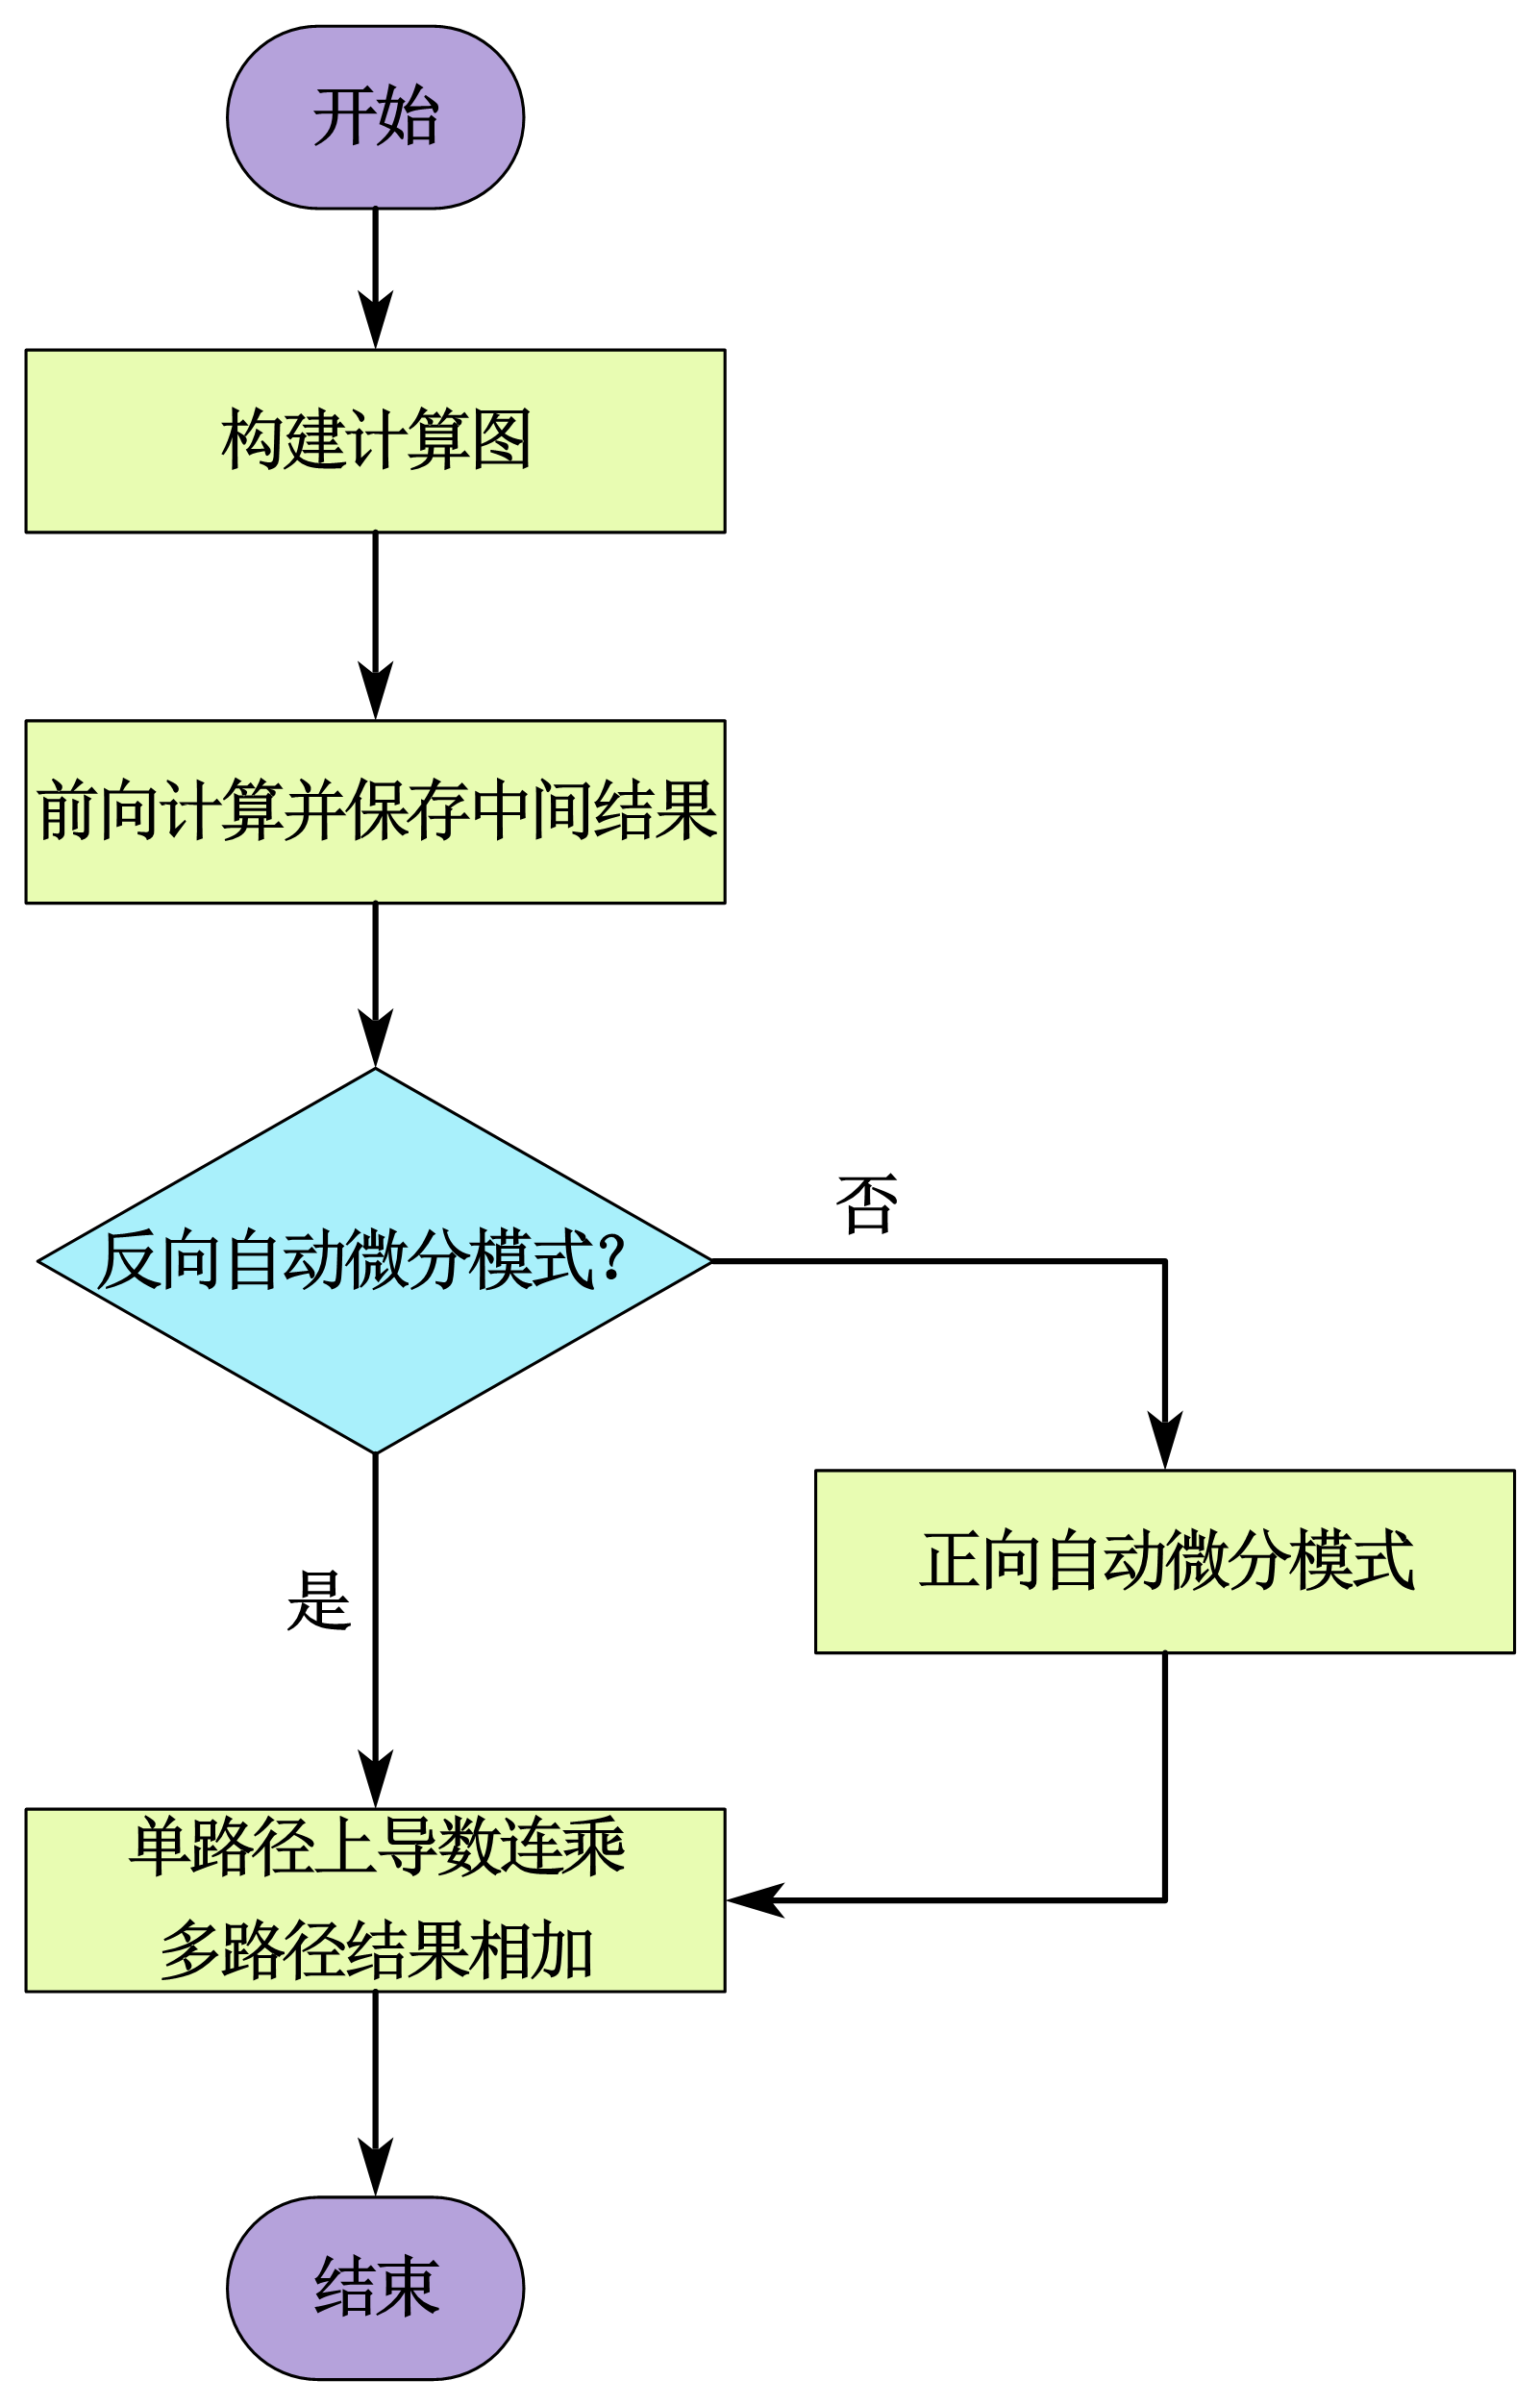 开始
构建计算图
前向计算并保存中间结果
反向自动微分模式?
否
正向自动微分模式
是
单路径上导数连乘
多路径结果相加
结束